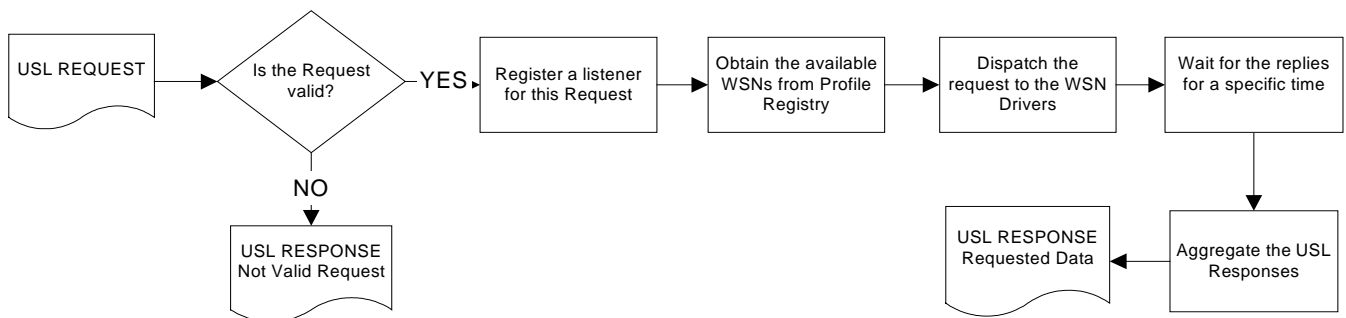 USL REQUEST
Is the Request
valid?
YES
Register a listener
for this Request
Obtain the available
WSNs from Profile
Registry
Dispatch the
request to the WSN
Drivers
Wait for the replies
for a specific time
NO
USL RESPONSE
Not Valid Request
USL RESPONSE
Requested Data
Aggregate the USL
Responses